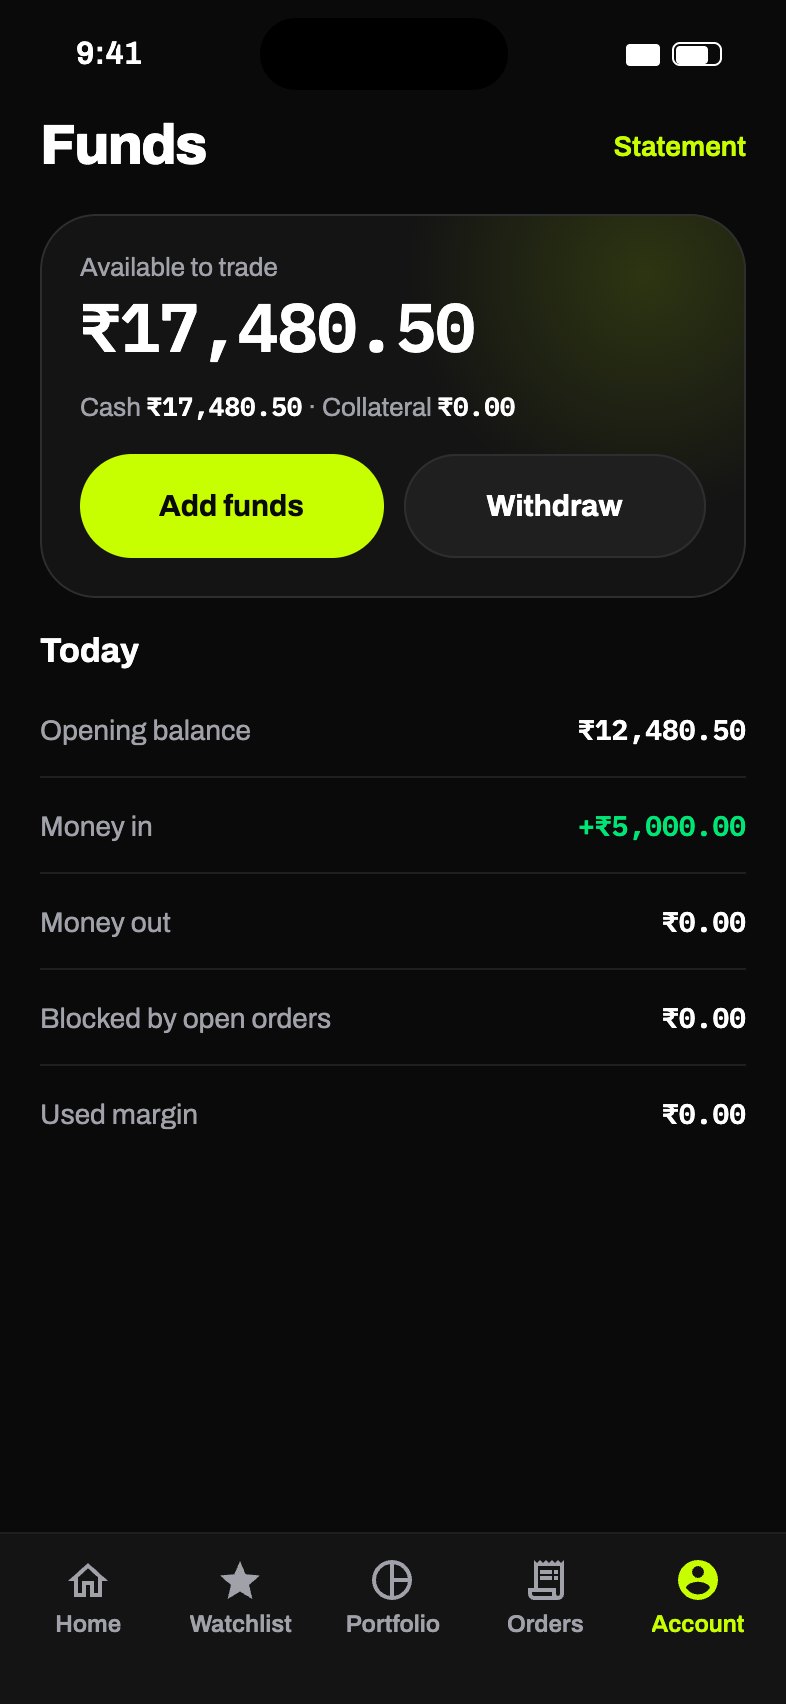 9:41
Funds
Statement
Available to trade
₹17,480.50
Cash ₹17,480.50 · Collateral ₹0.00
Add funds
Withdraw
Today
Opening balance ₹12,480.50
Money in +₹5,000.00
Money out ₹0.00
Blocked by open orders ₹0.00
Used margin ₹0.00
Home Watchlist Portfolio Orders Account